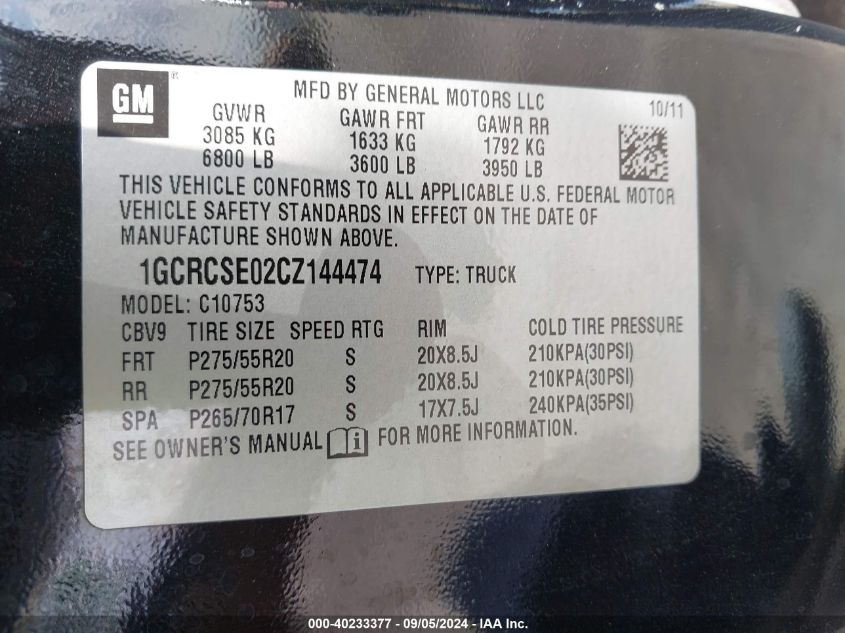 GM
MFD BY GENERAL MOTORS LLC 10/11
GVWR GAWR FRT GAWR RR
3085 KG 1633 KG 1792 KG
6800 LB 3600 LB 3950 LB
THIS VEHICLE CONFORMS TO ALL APPLICABLE U.S. FEDERAL MOTOR
VEHICLE SAFETY STANDARDS IN EFFECT ON THE DATE OF
MANUFACTURE SHOWN ABOVE.
1GCRCSE02CZ144474 TYPE: TRUCK
MODEL: C10753
CBV9 TIRE SIZE SPEED RTG RIM COLD TIRE PRESSURE
FRT P275/55R20 S 20X8.5J 210KPA(30PSI)
RR P275/55R20 S 20X8.5J 210KPA(30PSI)
SPA P265/70R17 S 17X7.5J 240KPA(35PSI)
SEE OWNER'S MANUAL i FOR MORE INFORMATION.
000-40233377 - 09/05/2024 - IAA Inc.